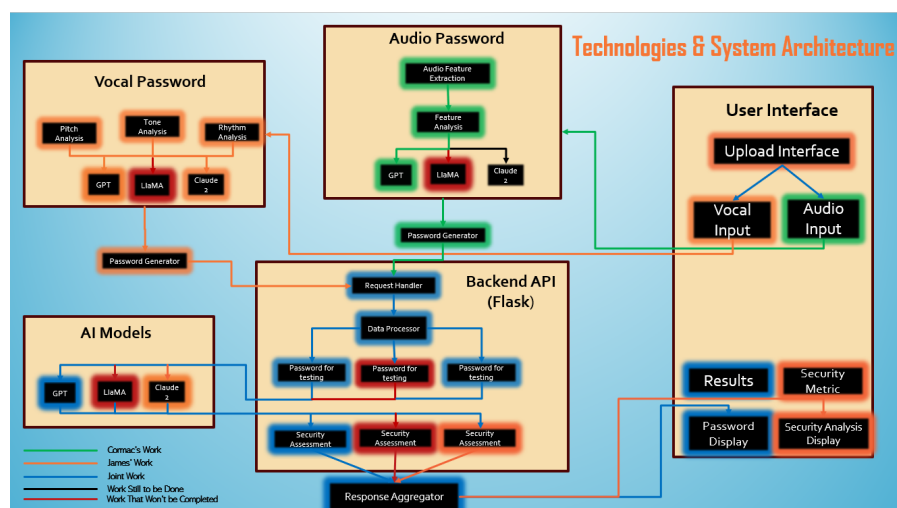 Technologies & System Architecture
Vocal Password
Pitch
Analysis
Tone
Analysis
Rhythm
Analysis
GPT
LlaMA
Claude
2
Password Generator
Audio Password
Audio Feature
Extraction
Feature
Analysis
GPT
LlaMA
Claude
2
Password Generator
User Interface
Upload Interface
Vocal
Input
Audio
Input
Results
Security
Metric
Password
Display
Security Analysis
Display
Backend API
(Flask)
Request Handler
Data Processor
Password for
testing
Password for
testing
Password for
testing
Security
Assessment
Security
Assessment
Security
Assessment
Response Aggregator
AI Models
GPT
LlaMA
Claude
2
Cormac's Work
James' Work
Joint Work
Work Still to be Done
Work That Won't be Completed